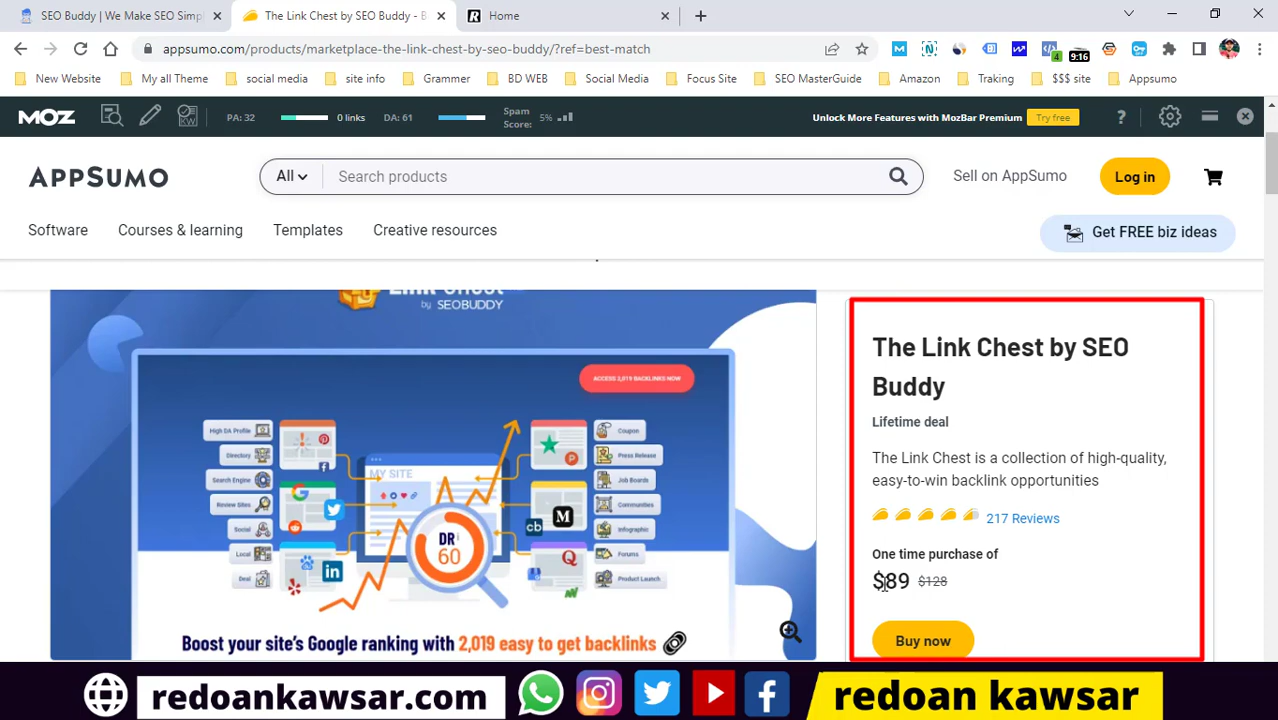 SEO Buddy | We Make SEO Simpl
The Link Chest by SEO Buddy - B
Home
appsumo.com/products/marketplace-the-link-chest-by-seo-buddy/?ref=best-match
4
9:16
New Website
My all Theme
social media
site info
Grammer
BD WEB
Social Media
Focus Site
SEO MasterGuide
Amazon
Traking
$$$ site
Appsumo
MOZ
KW
PA: 32
0 links
DA: 61
Spam
Score:
5%
Unlock More Features with MozBar Premium
Try free
?
APPSUMO
All
Search products
Sell on AppSumo
Log in
Software
Courses & learning
Templates
Creative resources
Get FREE biz ideas
Link Chest
by SEOBUDDY
ACCESS 2,019 BACKLINKS NOW
High DA Profile
Directory
Search Engine
Review Sites
Social
Local
Deal
MY SITE
DR
60
Coupon
Press Release
Job Boards
Communities
Infographic
Forums
Product Launch
Boost your site's Google ranking with 2,019 easy to get backlinks
The Link Chest by SEO
Buddy
Lifetime deal
The Link Chest is a collection of high-quality,
easy-to-win backlink opportunities
217 Reviews
One time purchase of
$89 $128
Buy now
redoankawsar.com
redoan kawsar